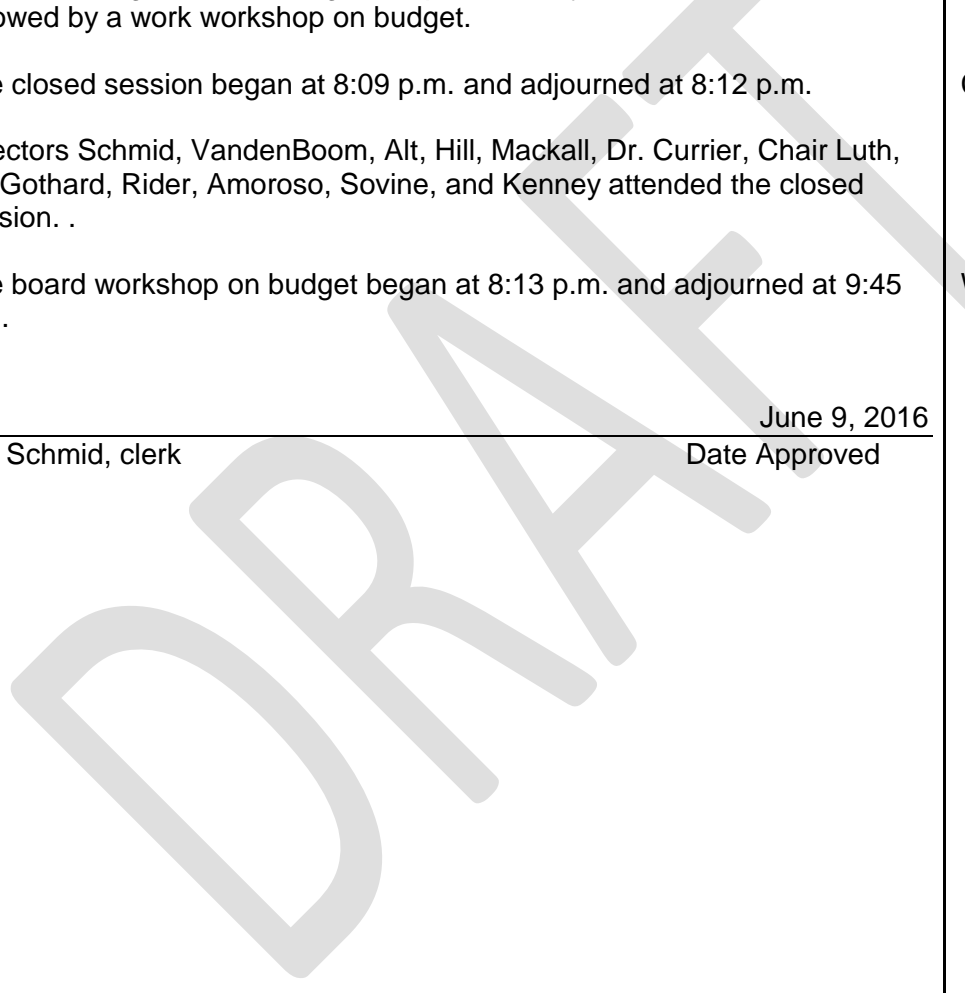 owed by a work workshop on budget.
e closed session began at 8:09 p.m. and adjourned at 8:12 p.m.
ectors Schmid, VandenBoom, Alt, Hill, Mackall, Dr. Currier, Chair Luth,
Gothard, Rider, Amoroso, Sovine, and Kenney attended the closed
sion. .
e board workshop on budget began at 8:13 p.m. and adjourned at 9:45
.
June 9, 2016
Schmid, clerk Date Approved
DRAFT